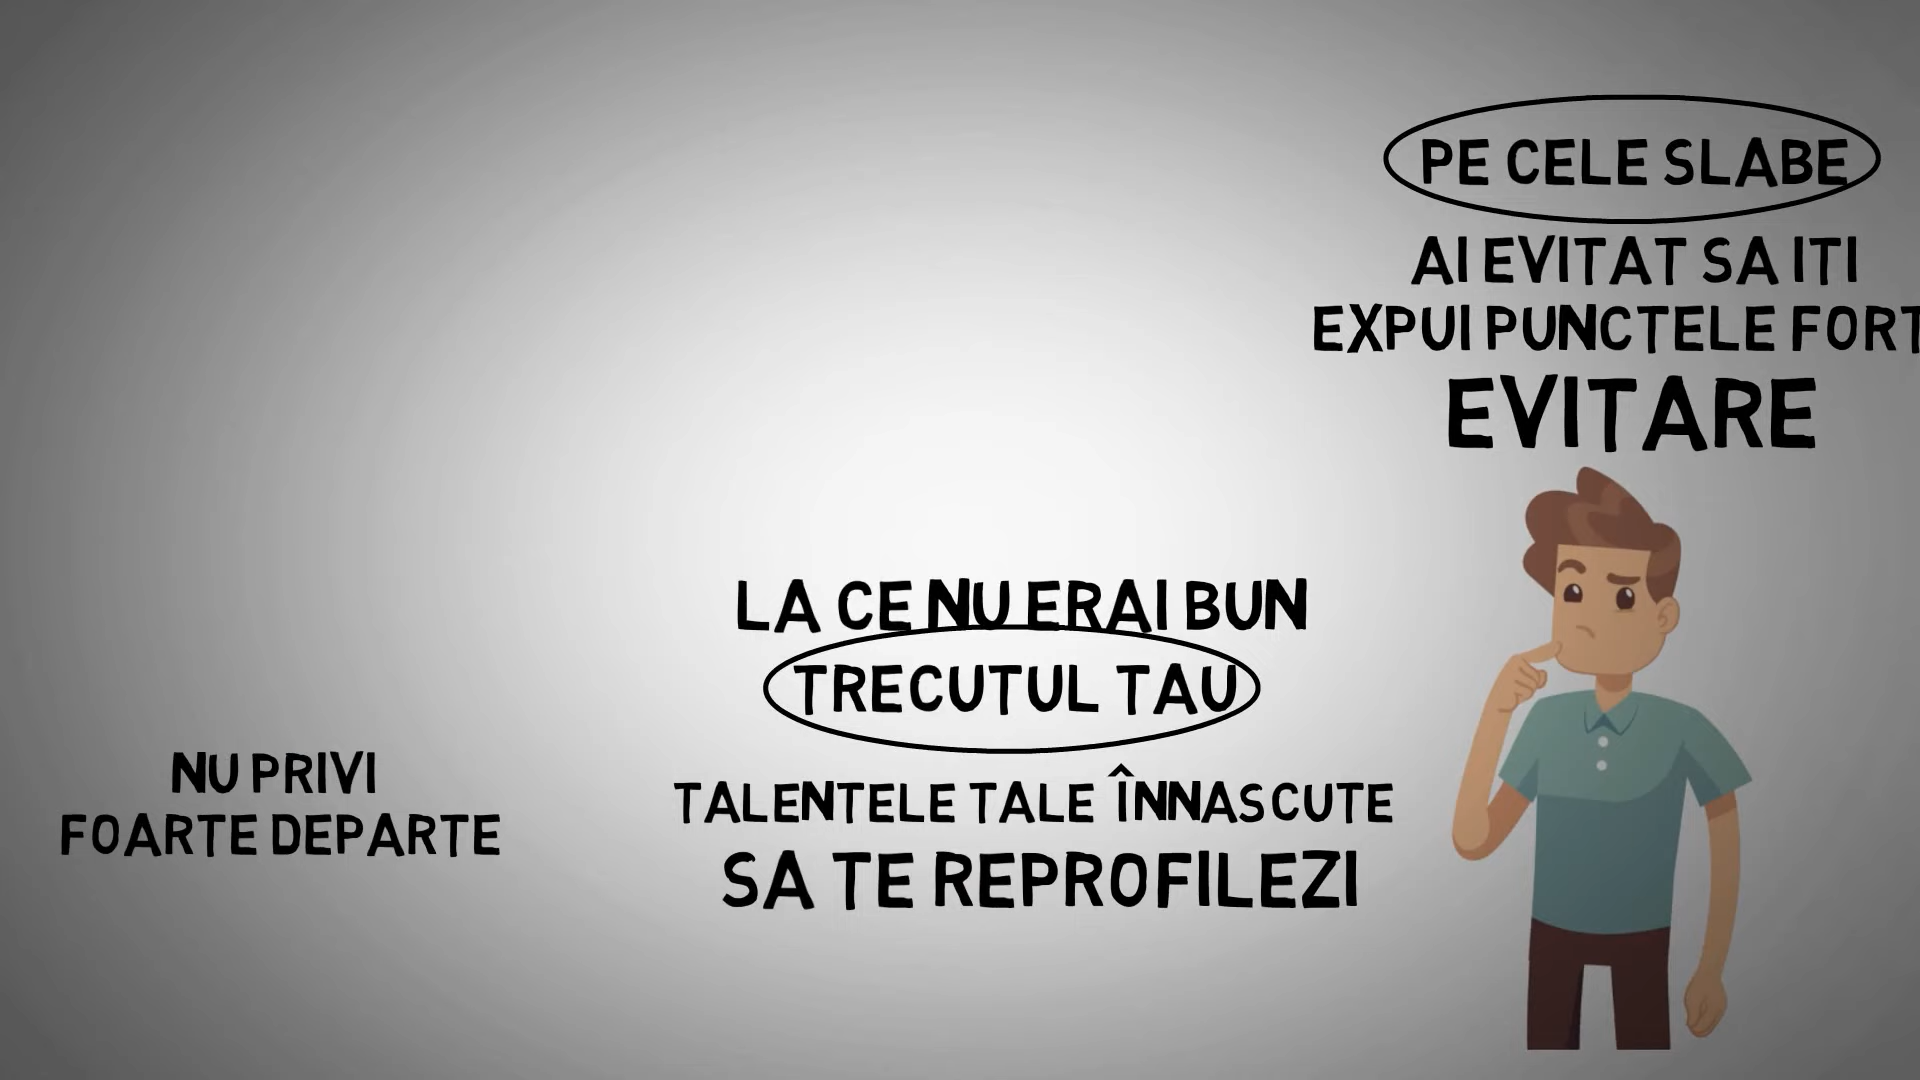 PE CELE SLABE
AI EVITAT SA ITI
EXPUI PUNCTELE FORT
EVITARE
LA CE NU ERAI BUN
TRECUTUL TAU
TALENTELE TALE ÎNNASCUTE
SA TE REPROFILEZI
NU PRIVI
FOARTE DEPARTE